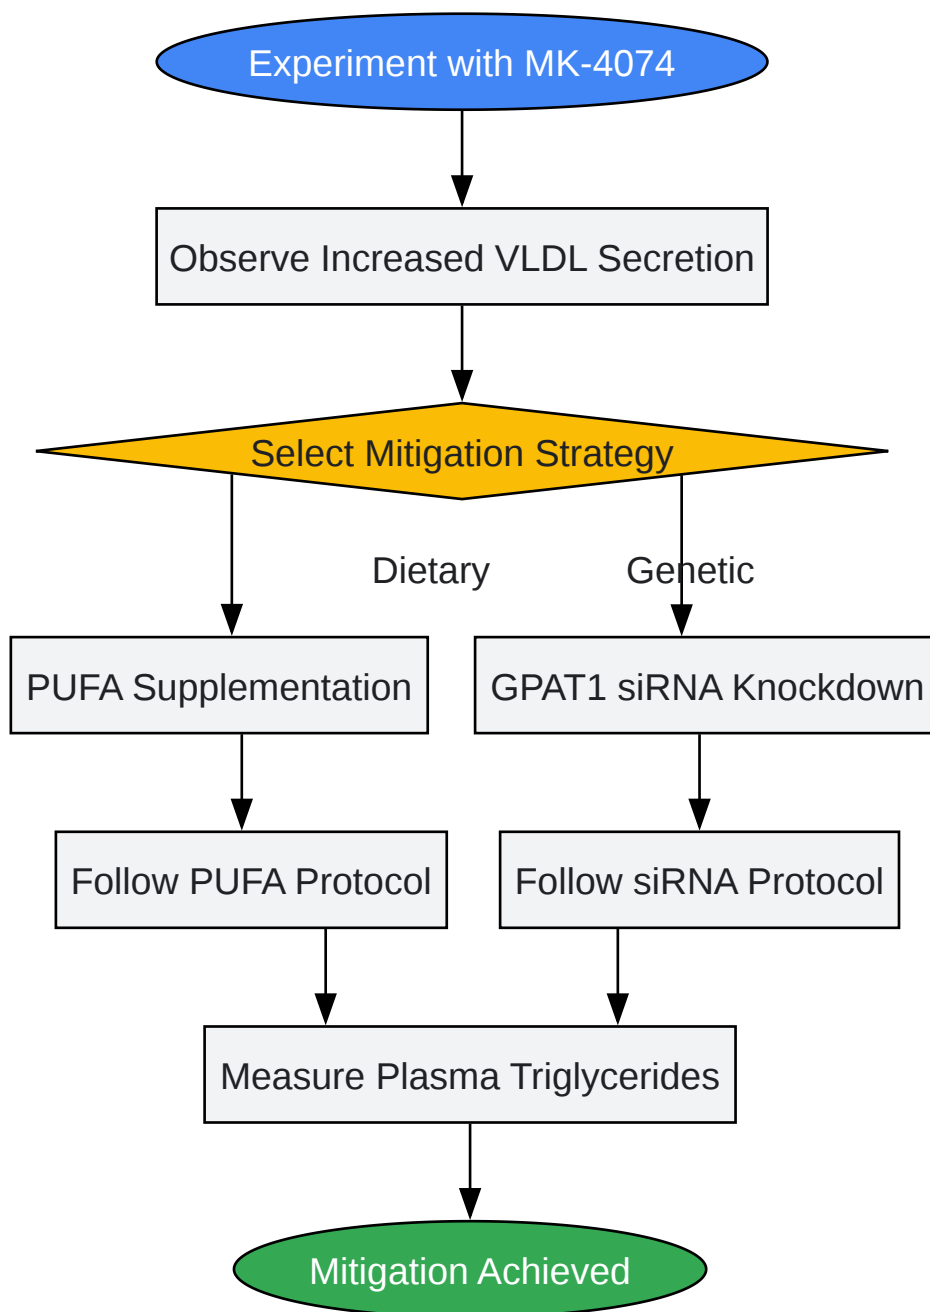 Experiment with MK-4074
Observe Increased VLDL Secretion
Select Mitigation Strategy
Dietary
Genetic
PUFA Supplementation
GPAT1 siRNA Knockdown
Follow PUFA Protocol
Follow siRNA Protocol
Measure Plasma Triglycerides
Mitigation Achieved